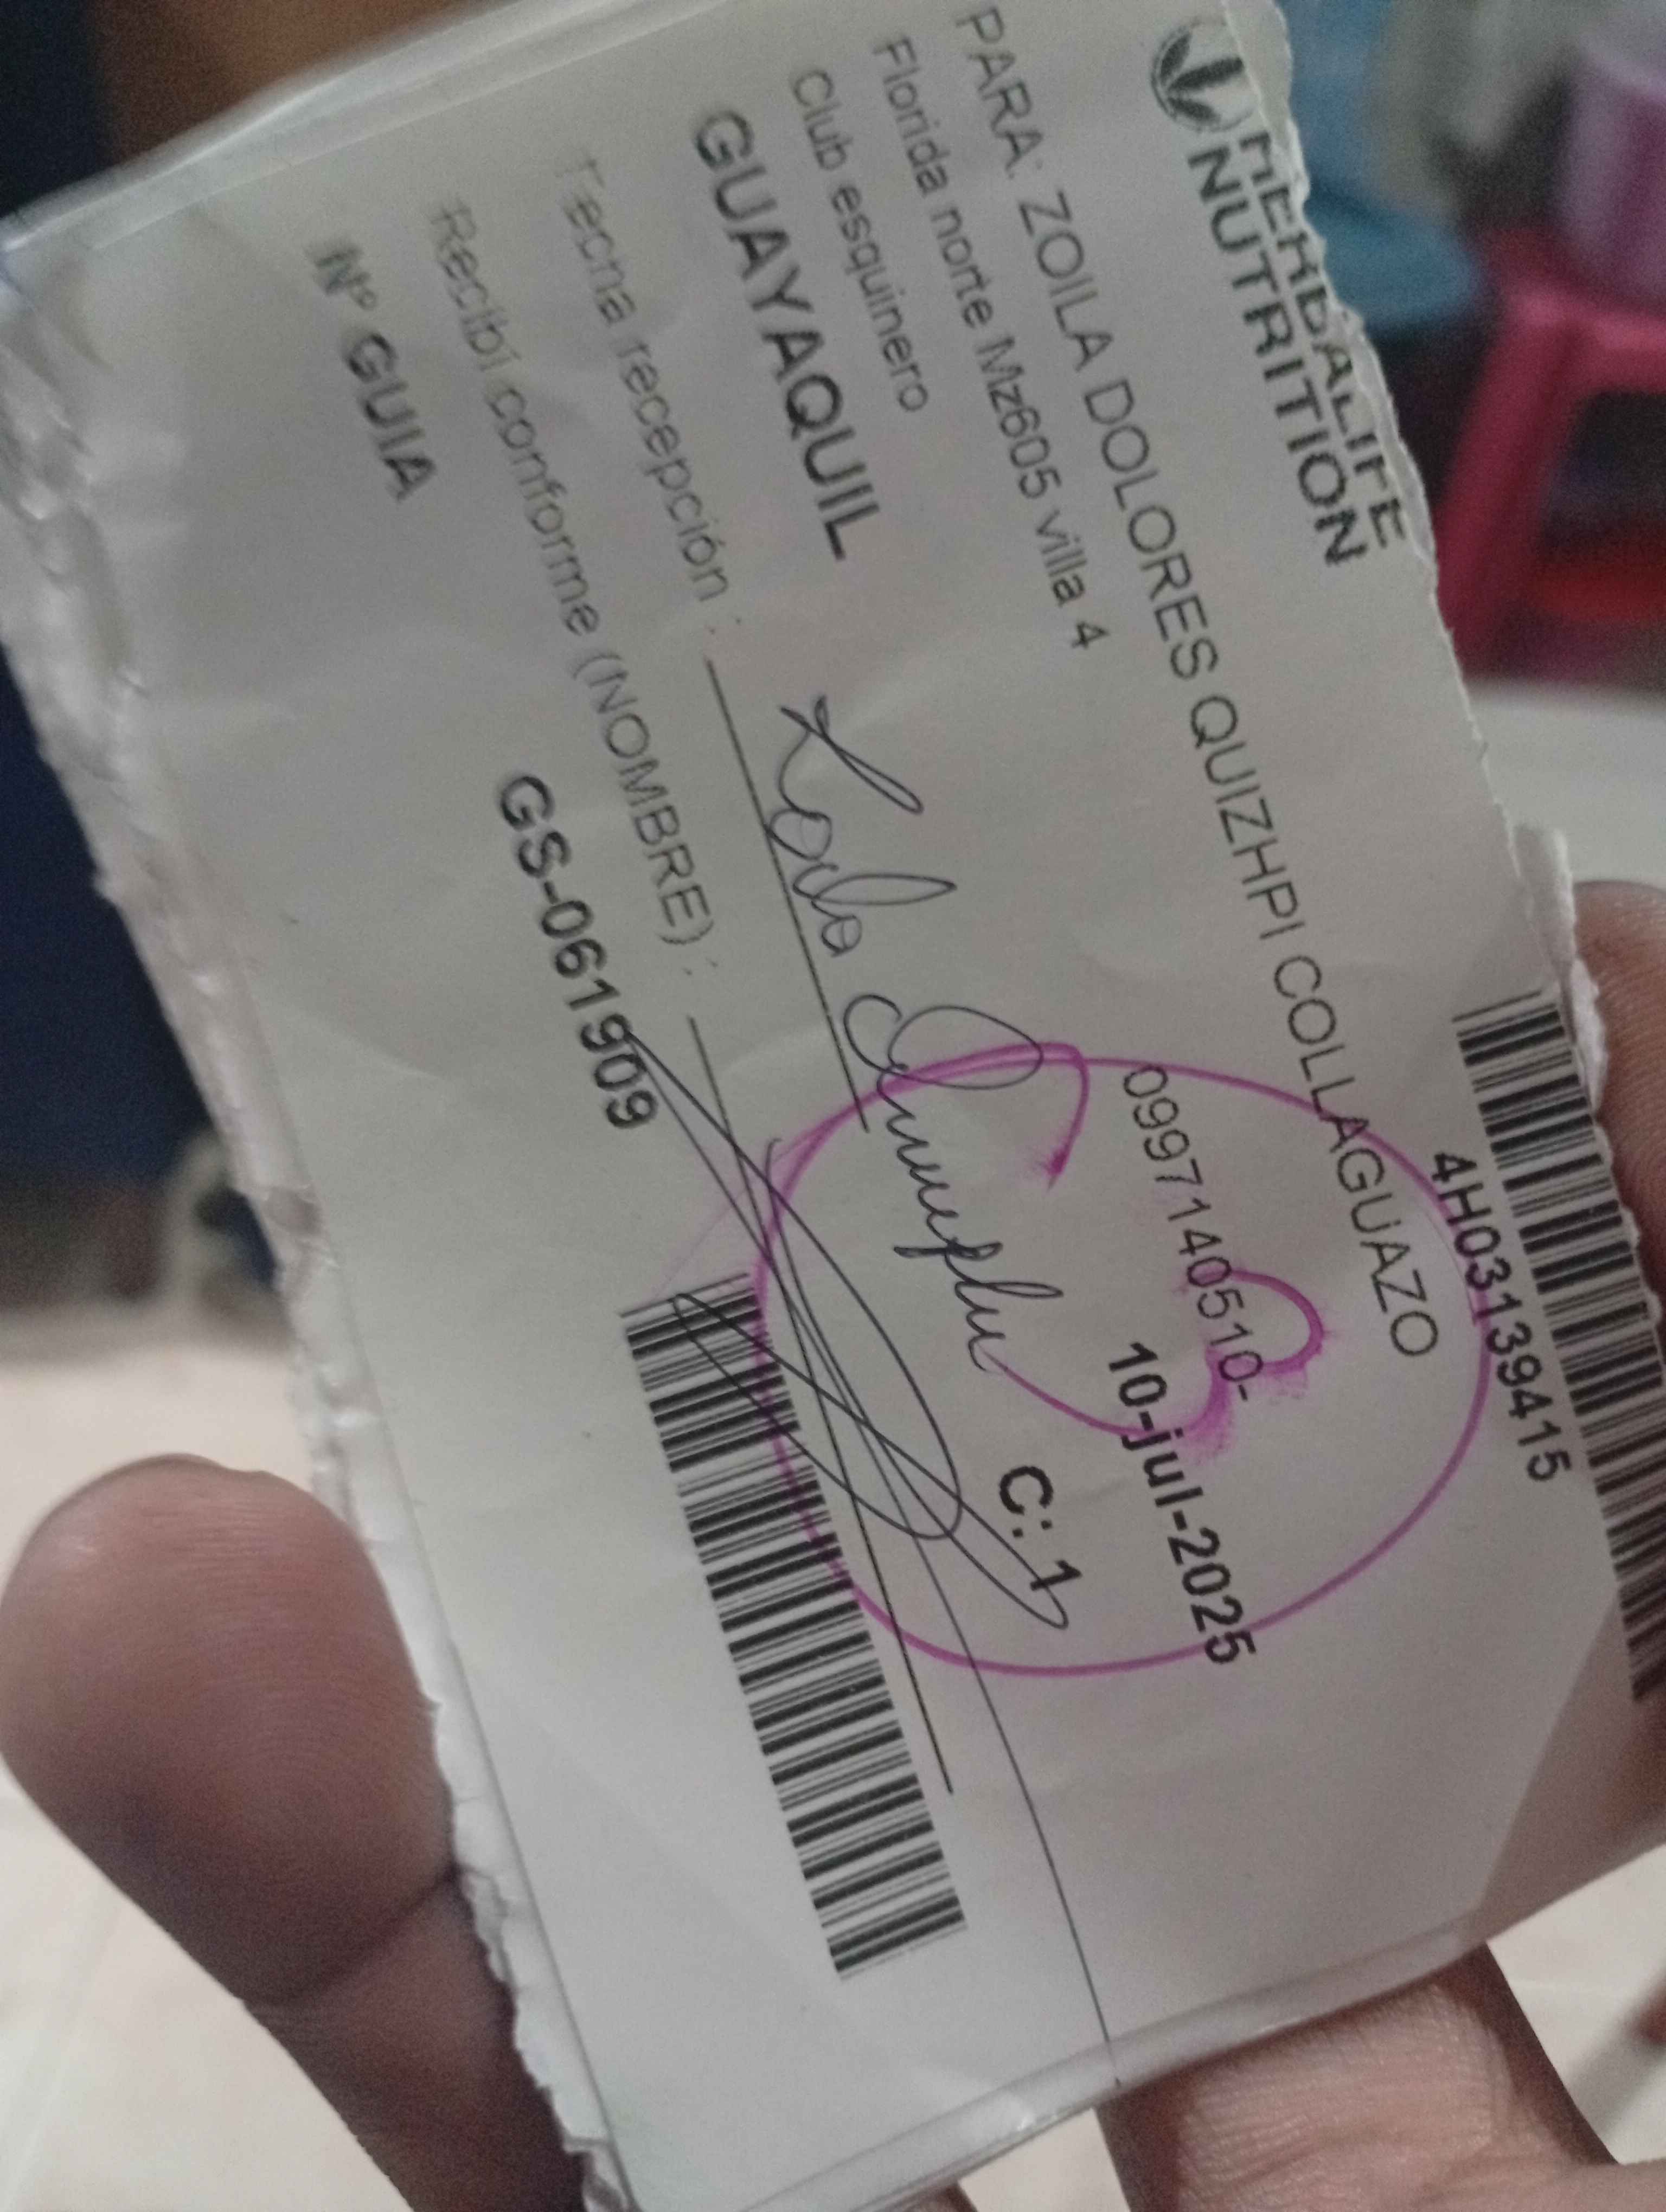 HERBALIFE
NUTRITION
4H03139415
PARA: ZOILA DOLORES QUIZHPI COLLAGUAZO
Florida norte Mz605 villa 4
0997140510-
Club esquinero
10-jul-2025
GUAYAQUIL
C: 1
Fecha recepción :
Recibí conforme (NOMBRE) :
Nº GUIA
GS-061909